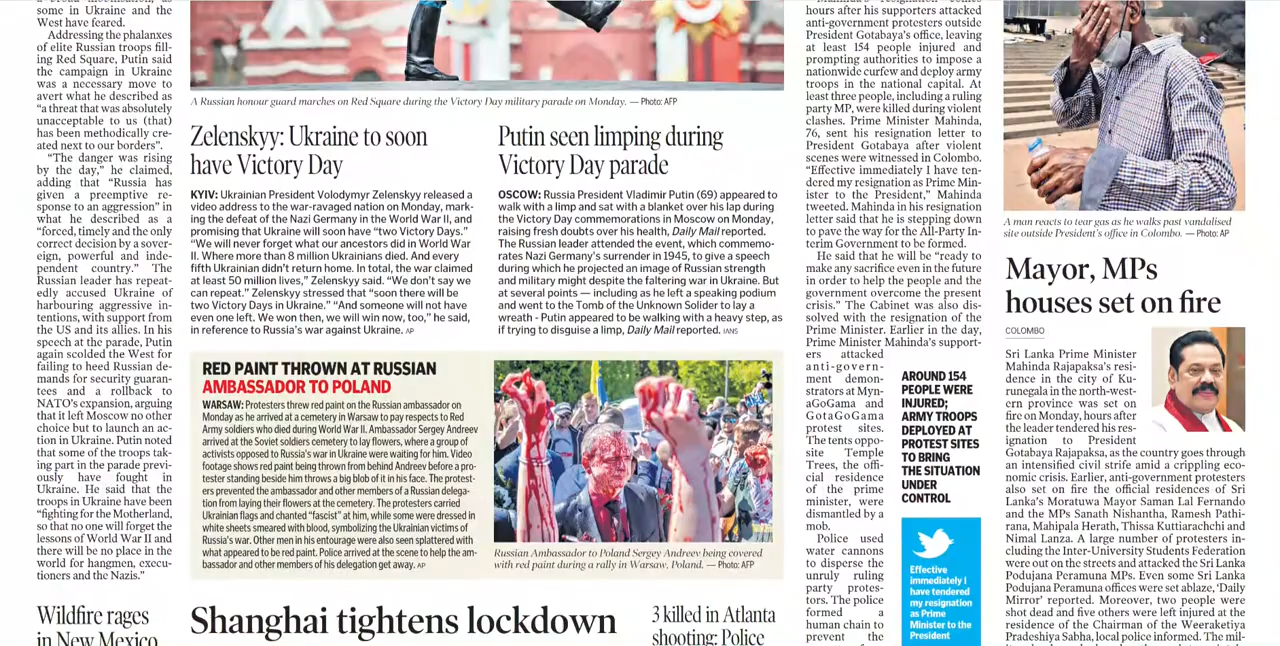 some in Ukraine and the
West have feared.
Addressing the phalanxes
of elite Russian troops fill-
ing Red Square, Putin said
the campaign in Ukraine
was a necessary move to
avert what he described as
“a threat that was absolutely
unacceptable to us (that)
has been methodically cre-
ated next to our borders”.
“The danger was rising
by the day,” he claimed,
adding that “Russia has
given a preemptive re-
sponse to an aggression” in
what he described as a
“forced, timely and the only
correct decision by a sover-
eign, powerful and inde-
pendent country.” The
Russian leader has repeat-
edly accused Ukraine of
harbouring aggressive in-
tentions, with support from
the US and its allies. In his
speech at the parade, Putin
again scolded the West for
failing to heed Russian de-
mands for security guaran-
tees and a rollback to
NATO’s expansion, arguing
that it left Moscow no other
choice but to launch an ac-
tion in Ukraine. Putin noted
that some of the troops tak-
ing part in the parade previ-
ously have fought in
Ukraine. He said that the
troops in Ukraine have been
“fighting for the Motherland,
so that no one will forget the
lessons of World War II and
there will be no place in the
world for hangmen, execu-
tioners and the Nazis.”
Wildfire rages
in New Mexico
A Russian honour guard marches on Red Square during the Victory Day military parade on Monday. — Photo: AFP
Zelenskyy: Ukraine to soon
have Victory Day
KYIV: Ukrainian President Volodymyr Zelenskyy released a
video address to the war-ravaged nation on Monday, mark-
ing the defeat of the Nazi Germany in the World War II, and
promising that Ukraine will soon have “two Victory Days.”
“We will never forget what our ancestors did in World War
II. Where more than 8 million Ukrainians died. And every
fifth Ukrainian didn’t return home. In total, the war claimed
at least 50 million lives,” Zelenskyy said. “We don’t say we
can repeat.” Zelenskyy stressed that “soon there will be
two Victory Days in Ukraine.” “And someone will not have
even one left. We won then, we will win now, too,” he said,
in reference to Russia’s war against Ukraine. AP
Putin seen limping during
Victory Day parade
OSCOW: Russia President Vladimir Putin (69) appeared to
walk with a limp and sat with a blanket over his lap during
the Victory Day commemorations in Moscow on Monday,
raising fresh doubts over his health, Daily Mail reported.
The Russian leader attended the event, which commemo-
rates Nazi Germany’s surrender in 1945, to give a speech
during which he projected an image of Russian strength
and military might despite the faltering war in Ukraine. But
at several points — including as he left a speaking podium
and went to the Tomb of the Unknown Solider to lay a
wreath - Putin appeared to be walking with a heavy step, as
if trying to disguise a limp, Daily Mail reported. IANS
RED PAINT THROWN AT RUSSIAN
AMBASSADOR TO POLAND
WARSAW: Protesters threw red paint on the Russian ambassador on
Monday as he arrived at a cemetery in Warsaw to pay respects to Red
Army soldiers who died during World War II. Ambassador Sergey Andreev
arrived at the Soviet soldiers cemetery to lay flowers, where a group of
activists opposed to Russia’s war in Ukraine were waiting for him. Video
footage shows red paint being thrown from behind Andreev before a pro-
tester standing beside him throws a big blob of it in his face. The protest-
ers prevented the ambassador and other members of a Russian delega-
tion from laying their flowers at the cemetery. The protesters carried
Ukrainian flags and chanted “fascist” at him, while some were dressed in
white sheets smeared with blood, symbolizing the Ukrainian victims of
Russia’s war. Other men in his entourage were also seen splattered with
what appeared to be red paint. Police arrived at the scene to help the am-
bassador and other members of his delegation get away. AP
Russian Ambassador to Poland Sergey Andreev being covered
with red paint during a rally in Warsaw, Poland. — Photo: AFP
Shanghai tightens lockdown
3 killed in Atlanta
shooting: Police
hours after his supporters attacked
anti-government protesters outside
President Gotabaya’s office, leaving
at least 154 people injured and
prompting authorities to impose a
nationwide curfew and deploy army
troops in the national capital. At
least three people, including a ruling
party MP, were killed during violent
clashes. Prime Minister Mahinda,
76, sent his resignation letter to
President Gotabaya after violent
scenes were witnessed in Colombo.
“Effective immediately I have ten-
dered my resignation as Prime Min-
ister to the President,” Mahinda
tweeted. Mahinda in his resignation
letter said that he is stepping down
to pave the way for the All-Party In-
terim Government to be formed.
He said that he will be “ready to
make any sacrifice even in the future
in order to help the people and the
government overcome the present
crisis.” The Cabinet was also dis-
solved with the resignation of the
Prime Minister. Earlier in the day,
Prime Minister Mahinda’s support-
ers attacked
anti-govern-
ment demon-
strators at Myn-
aGoGama and
GotaGoGama
protest sites.
The tents oppo-
site Temple
Trees, the offi-
cial residence
of the prime
minister, were
dismantled by a
mob.
Police used
water cannons
to disperse the
unruly ruling
party protes-
tors. The police
formed a
human chain to
prevent the
AROUND 154
PEOPLE WERE
INJURED;
ARMY TROOPS
DEPLOYED AT
PROTEST SITES
TO BRING
THE SITUATION
UNDER
CONTROL
Effective
immediately I
have tendered
my resignation
as Prime
Minister to the
President
A man reacts to tear gas as he walks past vandalised
site outside President’s office in Colombo. — Photo: AP
Mayor, MPs
houses set on fire
COLOMBO
Sri Lanka Prime Minister
Mahinda Rajapaksa’s resi-
dence in the city of Ku-
runegala in the north-west-
ern province was set on
fire on Monday, hours after
the leader tendered his res-
ignation to President
Gotabaya Rajapaksa, as the country goes through
an intensified civil strife amid a crippling eco-
nomic crisis. Earlier, anti-government protesters
also set on fire the official residences of Sri
Lanka’s Moratuwa Mayor Saman Lal Fernando
and the MPs Sanath Nishantha, Ramesh Pathi-
rana, Mahipala Herath, Thissa Kuttiarachchi and
Nimal Lanza. A large number of protesters in-
cluding the Inter-University Students Federation
were out on the streets and attacked the Sri Lanka
Podujana Peramuna MPs. Even some Sri Lanka
Podujana Peramuna offices were set ablaze, ‘Daily
Mirror’ reported. Moreover, two people were
shot dead and five others were left injured at the
residence of the Chairman of the Weeraketiya
Pradeshiya Sabha, local police informed. The mil-